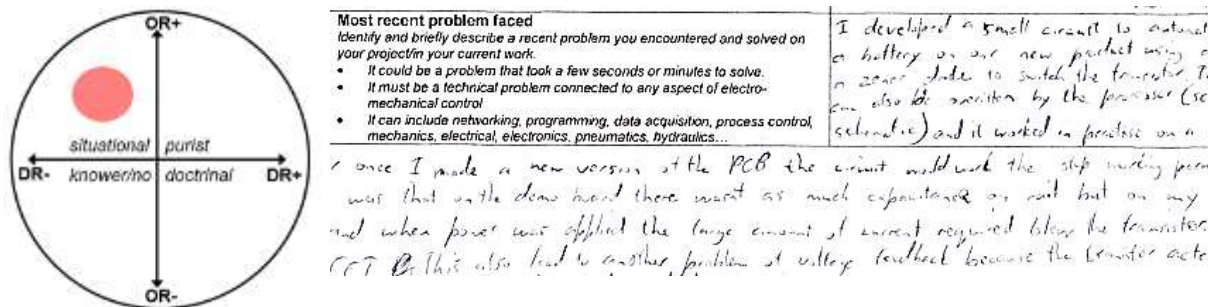 OR+
situational purist
DR- DR+
knower/no doctrinal
OR-
Most recent problem faced
Identify and briefly describe a recent problem you encountered and solved on
your project/in your current work.
• It could be a problem that took a few seconds or minutes to solve.
• It must be a technical problem connected to any aspect of electro-
mechanical control
• It can include networking, programming, data acquisition, process control,
mechanics, electrical, electronics, pneumatics, hydraulics…
I developed a small circuit to
a battery on our new product using
a zener to switch the
can also be by the processor
schematic) and it worked in practise on a
once I made a new version of the PCB the circuit would work the stop working
was that on the demo board there wasnt as much capacitance on but on my
and when power was applied the large amount of current required blew the transistor
This also lead to another problem of voltage feedback because the